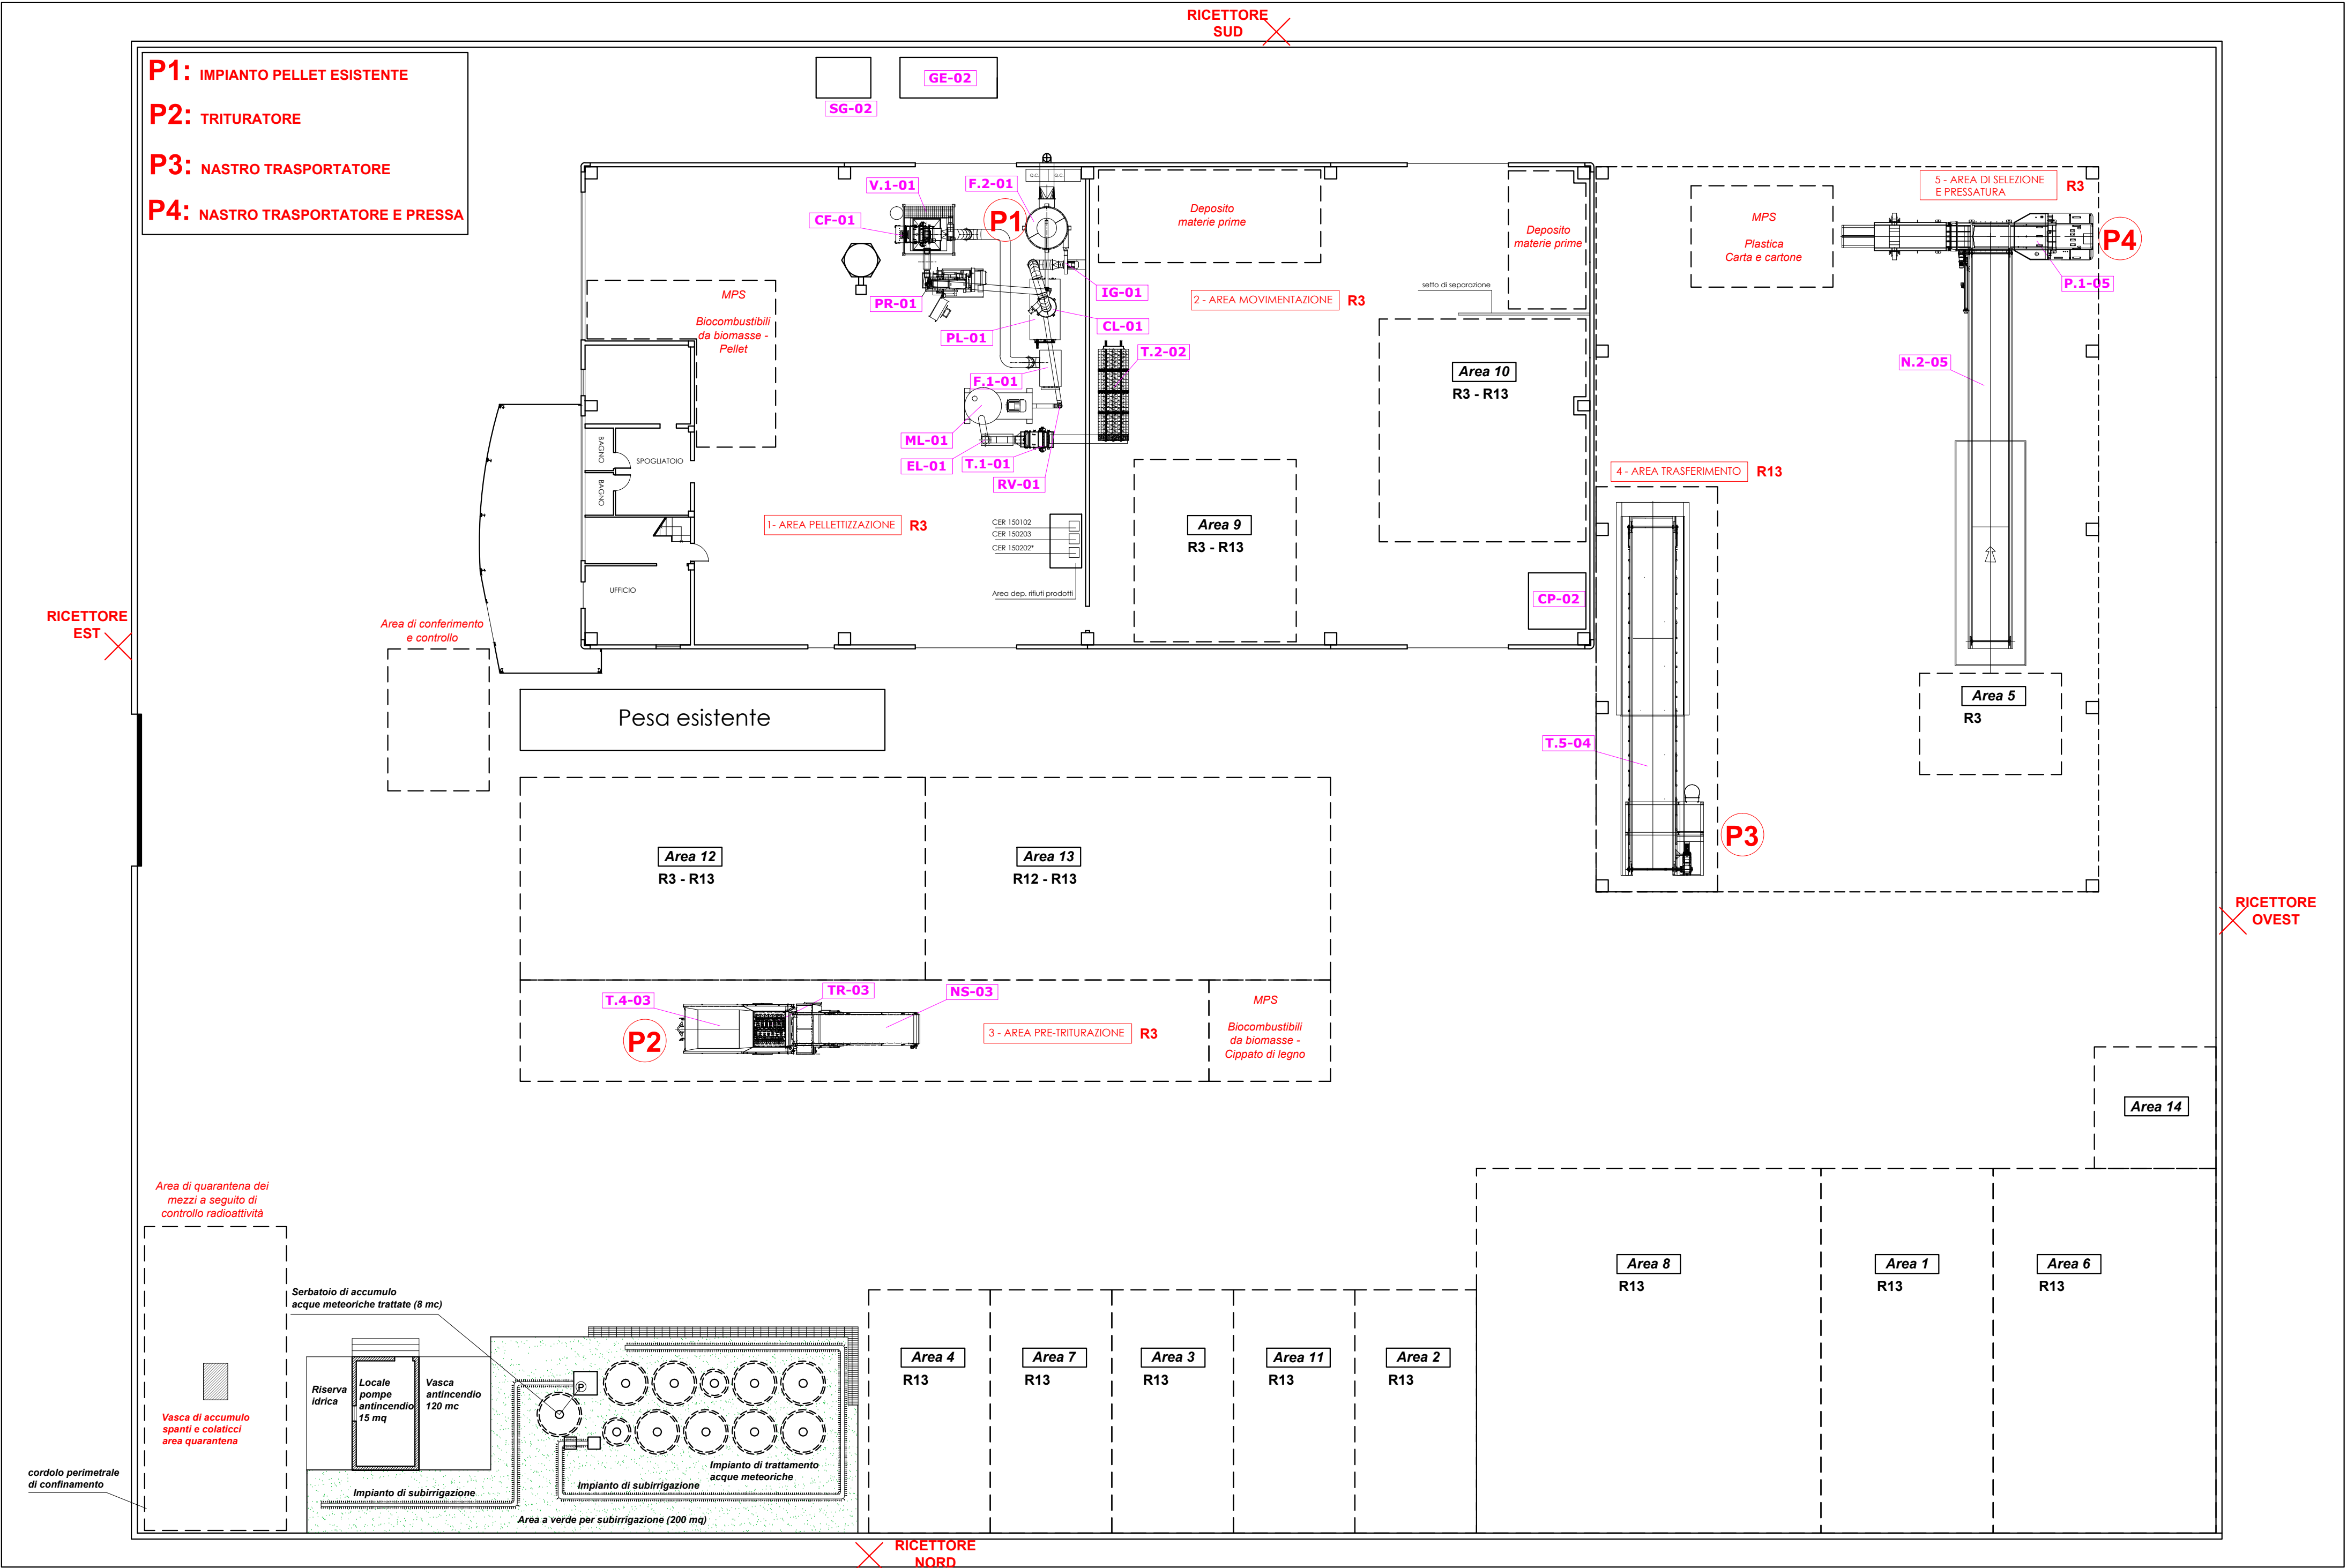 RICETTORE
SUD
P1: IMPIANTO PELLET ESISTENTE
P2: TRITURATORE
P3: NASTRO TRASPORTATORE
P4: NASTRO TRASPORTATORE E PRESSA
GE-02
SG-02
V.1-01
F.2-01
Q.C.
Q.C.
CF-01
P1
PR-01
IG-01
PL-01
CL-01
T.2-02
F.1-01
ML-01
EL-01
T.1-01
RV-01
MPS
Biocombustibili
da biomasse -
Pellet
BAGNO
SPOGLIATOIO
BAGNO
UFFICIO
1- AREA PELLETTIZZAZIONE
R3
CER 150102
CER 150203
CER 150202*
Area dep. rifiuti prodotti
Deposito
materie prime
2 - AREA MOVIMENTAZIONE
R3
Deposito
materie prime
setto di separazione
Area 10
R3 - R13
Area 9
R3 - R13
CP-02
MPS
Plastica
Carta e cartone
5 - AREA DI SELEZIONE
E PRESSATURA
R3
P4
P.1-05
N.2-05
4 - AREA TRASFERIMENTO
R13
T.5-04
P3
Area 5
R3
RICETTORE
EST
Area di conferimento
e controllo
Pesa esistente
Area 12
R3 - R13
Area 13
R12 - R13
RICETTORE
OVEST
T.4-03
TR-03
NS-03
P2
3 - AREA PRE-TRITURAZIONE
R3
MPS
Biocombustibili
da biomasse -
Cippato di legno
Area 14
Area di quarantena dei
mezzi a seguito di
controllo radioattività
Vasca di accumulo
spanti e colaticci
area quarantena
cordolo perimetrale
di confinamento
Serbatoio di accumulo
acque meteoriche trattate (8 mc)
Riserva
idrica
Locale
pompe
antincendio
15 mq
Vasca
antincendio
120 mc
P
Impianto di trattamento
acque meteoriche
Impianto di subirrigazione
Impianto di subirrigazione
Area a verde per subirrigazione (200 mq)
Area 4
R13
Area 7
R13
Area 3
R13
Area 11
R13
Area 2
R13
Area 8
R13
Area 1
R13
Area 6
R13
RICETTORE
NORD